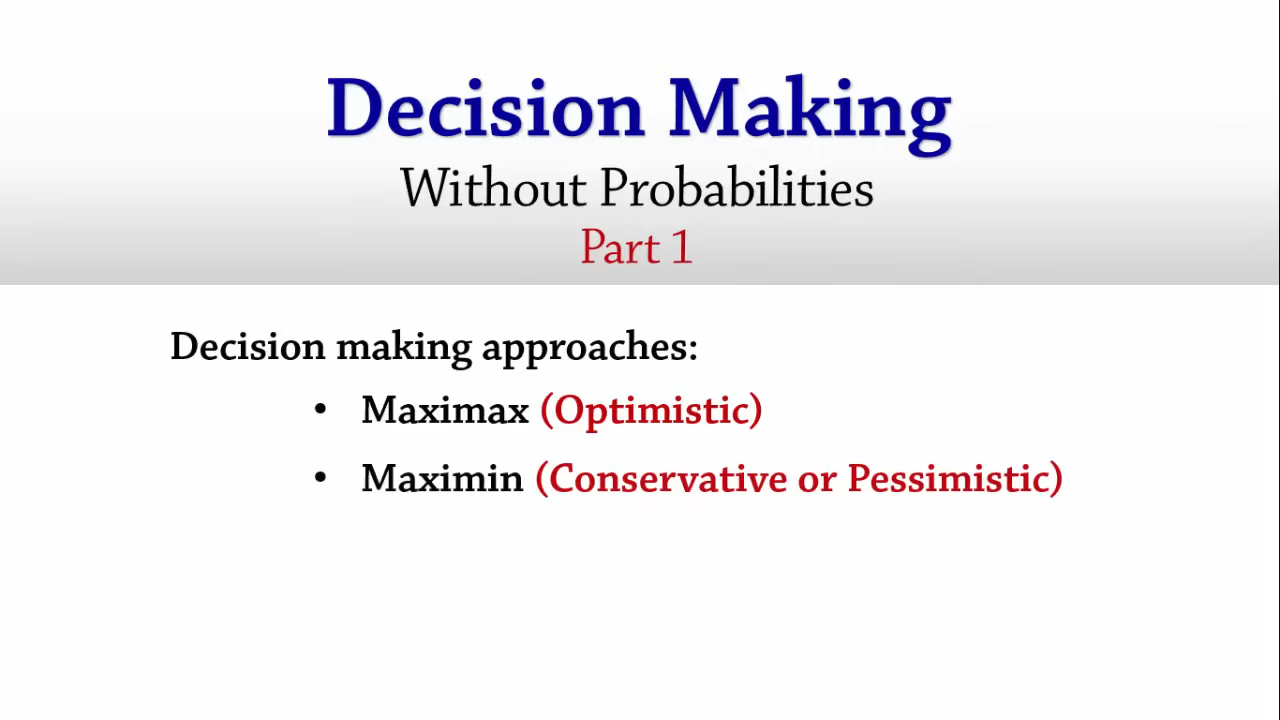 Decision Making
Without Probabilities
Part 1
Decision making approaches:
• Maximax (Optimistic)
• Maximin (Conservative or Pessimistic)